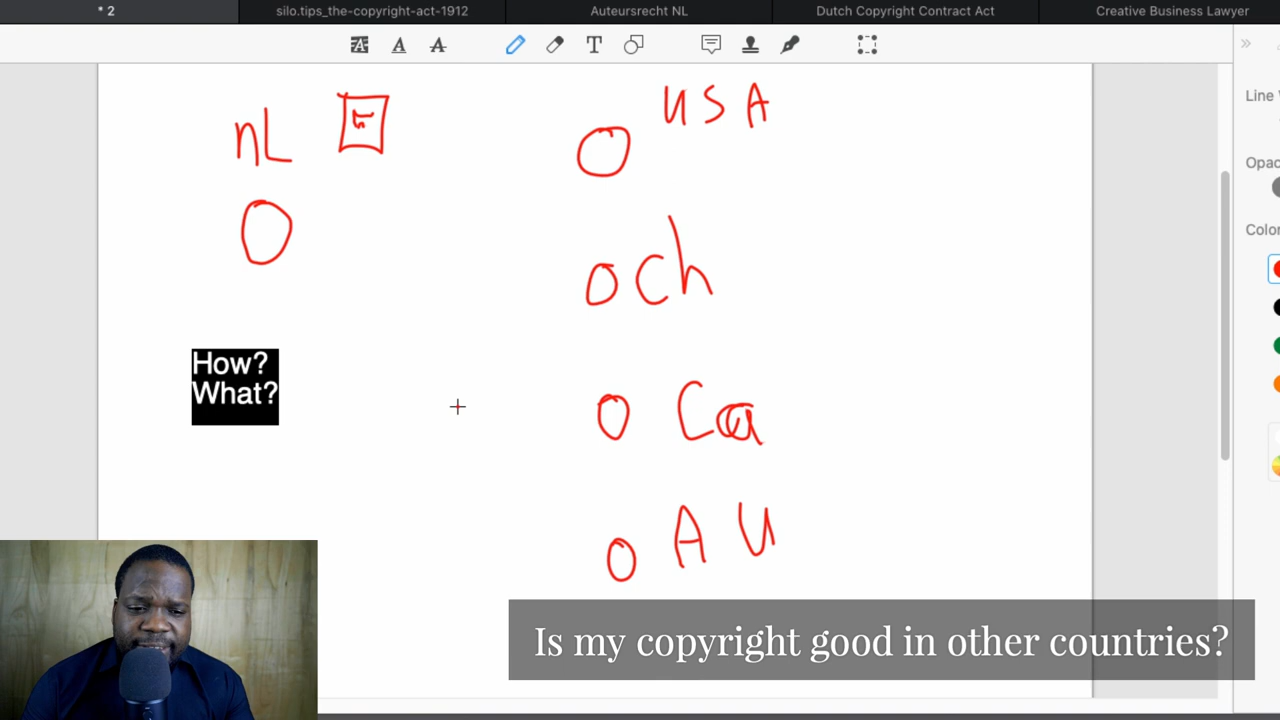 * 2
silo.tips_the-copyright-act-1912
Auteursrecht NL
Dutch Copyright Contract Act
Creative Business Lawyer
A A A T
Line
Opac
Color
nL E
USA
Ch
Ca
AU
How?
What?
Is my copyright good in other countries?